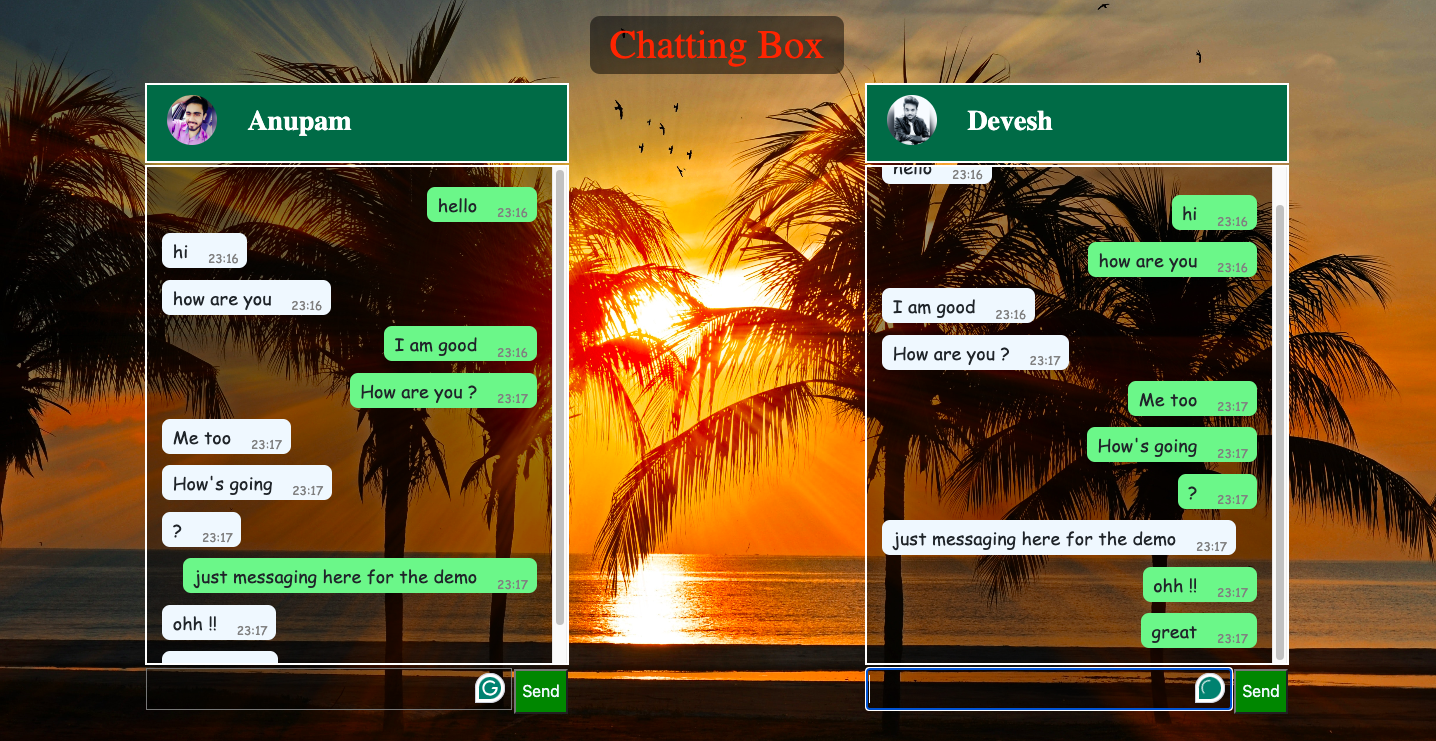 Chatting Box
Anupam
hello 23:16
hi 23:16
how are you 23:16
I am good 23:16
How are you ? 23:17
Me too 23:17
How's going 23:17
? 23:17
just messaging here for the demo 23:17
ohh !! 23:17
Send
Devesh
hello 23:16
hi 23:16
how are you 23:16
I am good 23:16
How are you ? 23:17
Me too 23:17
How's going 23:17
? 23:17
just messaging here for the demo 23:17
ohh !! 23:17
great 23:17
Send